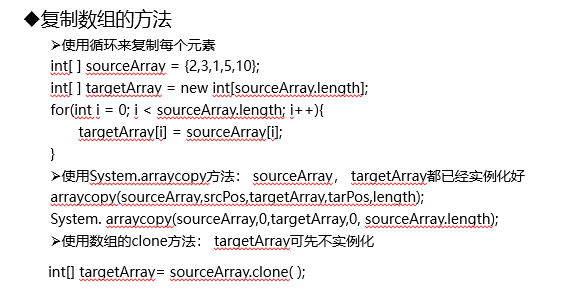 ◆复制数组的方法
➢使用循环来复制每个元素
int[ ] sourceArray = {2,3,1,5,10};
int[ ] targetArray = new int[sourceArray.length];
for(int i = 0; i < sourceArray.length; i++){
targetArray[i] = sourceArray[i];
}
➢使用System.arraycopy方法： sourceArray， targetArray都已经实例化好
arraycopy(sourceArray,srcPos,targetArray,tarPos,length);
System. arraycopy(sourceArray,0,targetArray,0, sourceArray.length);
➢使用数组的clone方法： targetArray可先不实例化
int[] targetArray= sourceArray.clone( );